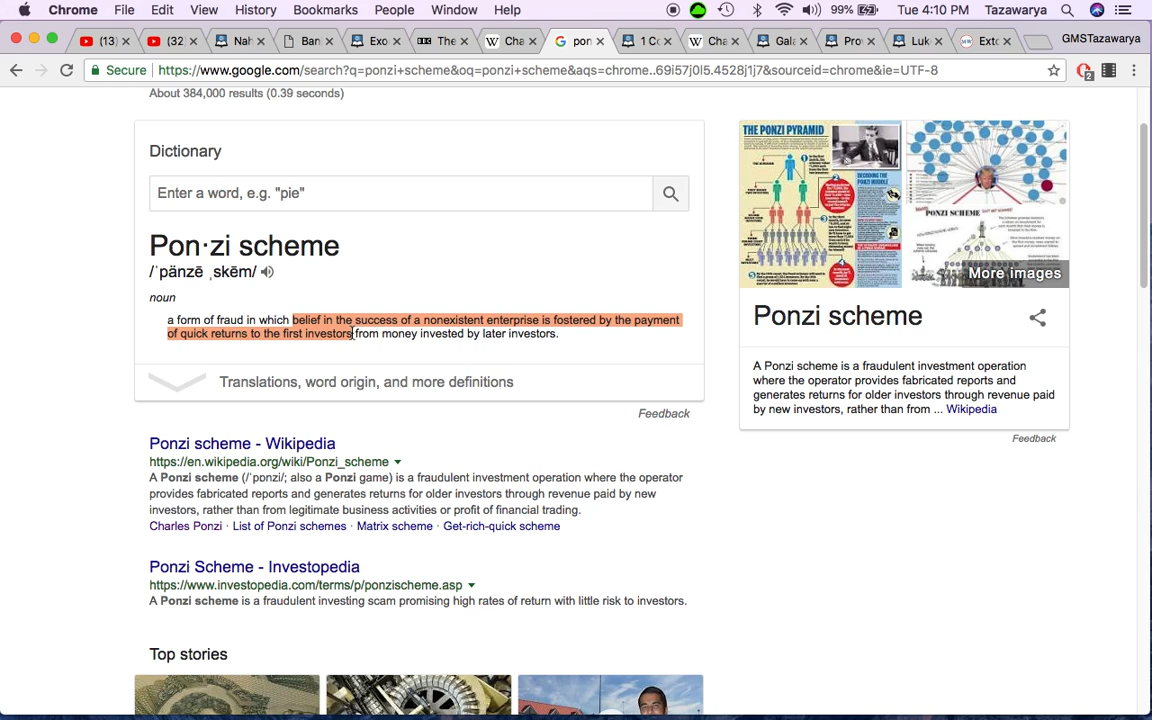 Chrome File Edit View History Bookmarks People Window Help 99% Tue 4:10 PM Tazawarya
(13) (32) Nah Ban Exo The Cha pon 1 Co Cha Gala Prov Luk Exto GMSTazawarya
Secure https://www.google.com/search?q=ponzi+scheme&oq=ponzi+scheme&aqs=chrome..69i57j0l5.4528j1j7&sourceid=chrome&ie=UTF-8 2
About 384,000 results (0.39 seconds)
Dictionary
Enter a word, e.g. "pie"
Pon·zi scheme
/ˈpänzē ˌskēm/
noun
a form of fraud in which belief in the success of a nonexistent enterprise is fostered by the payment
of quick returns to the first investors from money invested by later investors.
Translations, word origin, and more definitions
Feedback
Ponzi scheme - Wikipedia
https://en.wikipedia.org/wiki/Ponzi_scheme
A Ponzi scheme (/ˈpɒnzi/; also a Ponzi game) is a fraudulent investment operation where the operator
provides fabricated reports and generates returns for older investors through revenue paid by new
investors, rather than from legitimate business activities or profit of financial trading.
Charles Ponzi · List of Ponzi schemes · Matrix scheme · Get-rich-quick scheme
Ponzi Scheme - Investopedia
https://www.investopedia.com/terms/p/ponzischeme.asp
A Ponzi scheme is a fraudulent investing scam promising high rates of return with little risk to investors.
Top stories
THE PONZI PYRAMID
PONZI SCHEME
More images
Ponzi scheme
A Ponzi scheme is a fraudulent investment operation
where the operator provides fabricated reports and
generates returns for older investors through revenue paid
by new investors, rather than from ... Wikipedia
Feedback